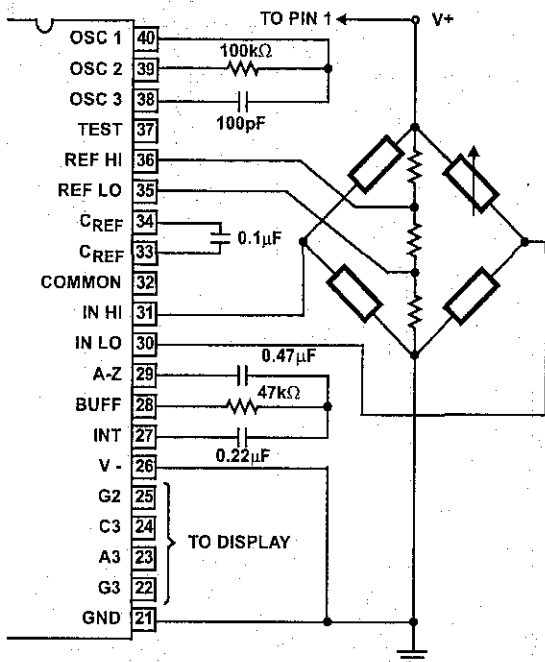 TO PIN 1 V+
OSC 1 40
100kΩ
OSC 2 39
OSC 3 38
100pF
TEST 37
REF HI 36
REF LO 35
CREF 34
0.1µF
CREF 33
COMMON 32
IN HI 31
IN LO 30
0.47µF
A-Z 29
47kΩ
BUFF 28
INT 27
0.22µF
V - 26
G2 25
C3 24
TO DISPLAY
A3 23
G3 22
GND 21